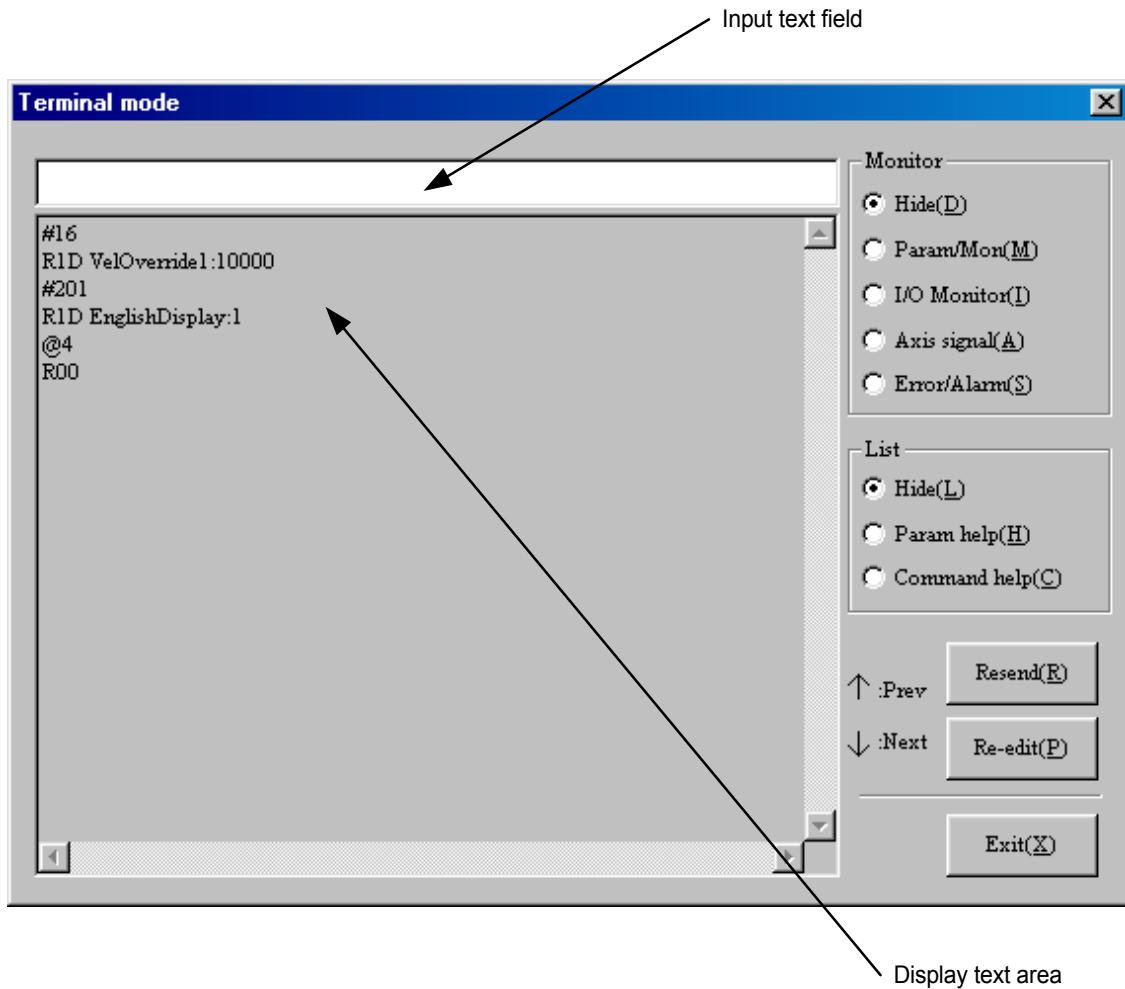 Input text field
Terminal mode
#16
R1D VelOverride1:10000
#201
R1D EnglishDisplay:1
@4
R00
Monitor
Hide(D)
Param/Mon(M)
I/O Monitor(I)
Axis signal(A)
Error/Alarm(S)
List
Hide(L)
Param help(H)
Command help(C)
↑ :Prev
Resend(R)
↓ :Next
Re-edit(P)
Exit(X)
Display text area